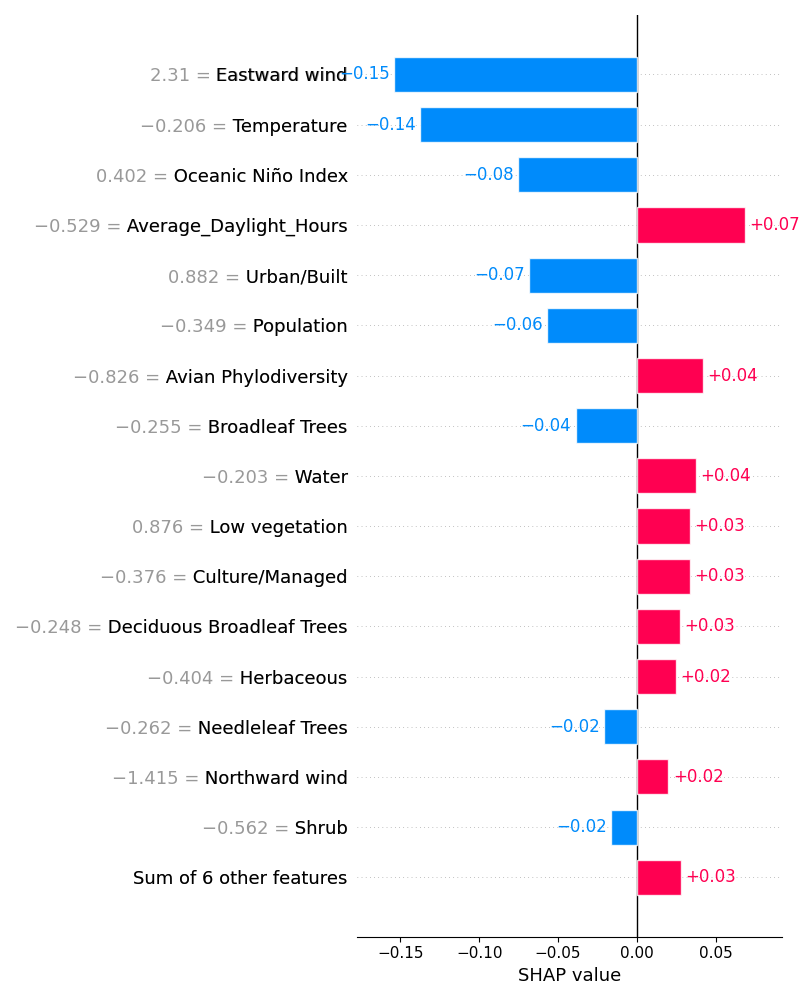 2.31 = Eastward wind −0.15
−0.206 = Temperature −0.14
0.402 = Oceanic Niño Index −0.08
−0.529 = Average_Daylight_Hours +0.07
0.882 = Urban/Built −0.07
−0.349 = Population −0.06
−0.826 = Avian Phylodiversity +0.04
−0.255 = Broadleaf Trees −0.04
−0.203 = Water +0.04
0.876 = Low vegetation +0.03
−0.376 = Culture/Managed +0.03
−0.248 = Deciduous Broadleaf Trees +0.03
−0.404 = Herbaceous +0.02
−0.262 = Needleleaf Trees −0.02
−1.415 = Northward wind +0.02
−0.562 = Shrub −0.02
Sum of 6 other features +0.03
−0.15 −0.10 −0.05 0.00 0.05
SHAP value